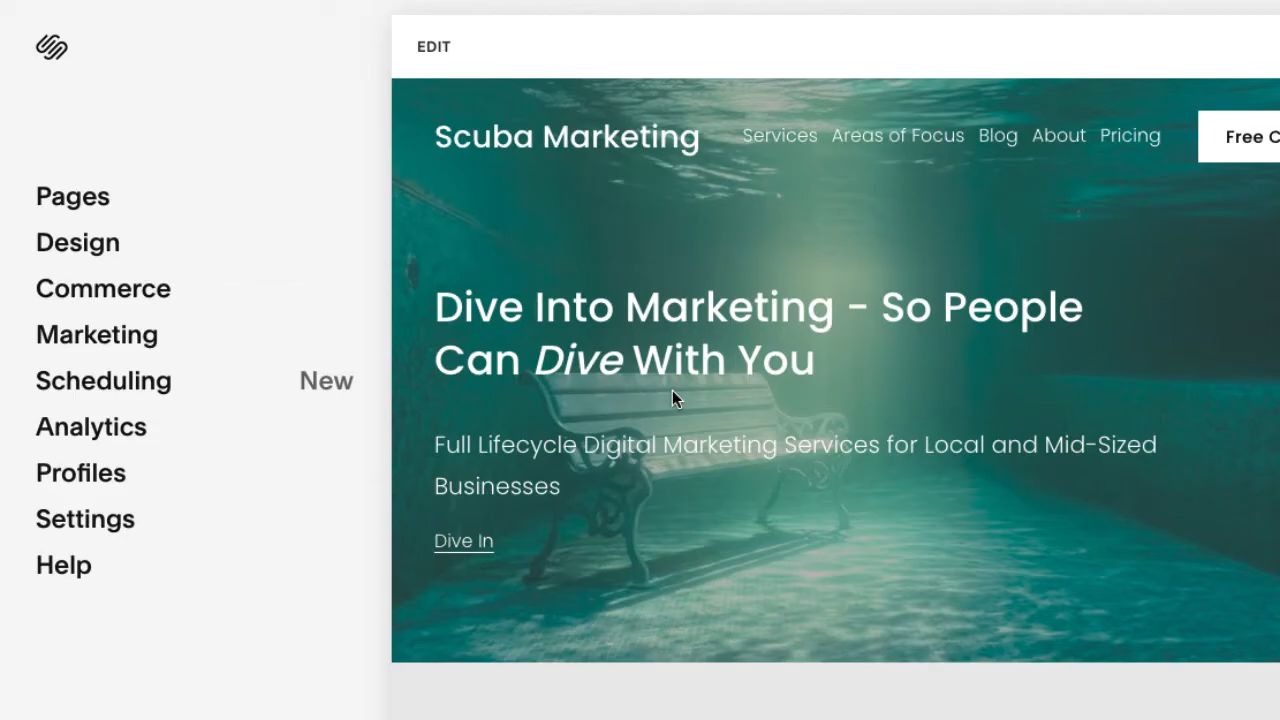 EDIT
Scuba Marketing
Services Areas of Focus Blog About Pricing
Free
Pages
Design
Commerce
Marketing
Scheduling New
Analytics
Profiles
Settings
Help
Dive Into Marketing - So People
Can Dive With You
Full Lifecycle Digital Marketing Services for Local and Mid-Sized
Businesses
Dive In